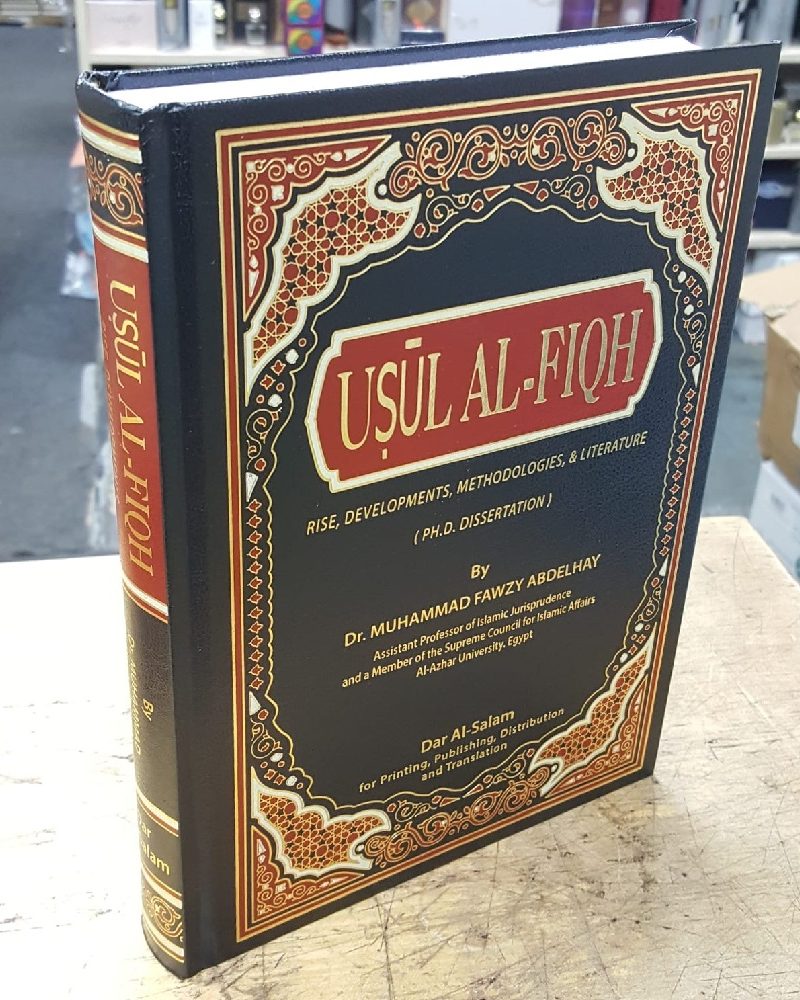 UṢŪL AL-FIQH
RISE, DEVELOPMENTS, METHODOLOGIES, & LITERATURE
( PH.D. DISSERTATION )
By
Dr. MUHAMMAD FAWZY ABDELHAY
Assistant Professor of Islamic Jurisprudence
and a Member of the Supreme Council for Islamic Affairs
Al-Azhar University, Egypt
Dar Al-Salam
for Printing, Publishing, Distribution
and Translation
UṢŪL AL-FIQH
By
Dr. MUHAMMAD